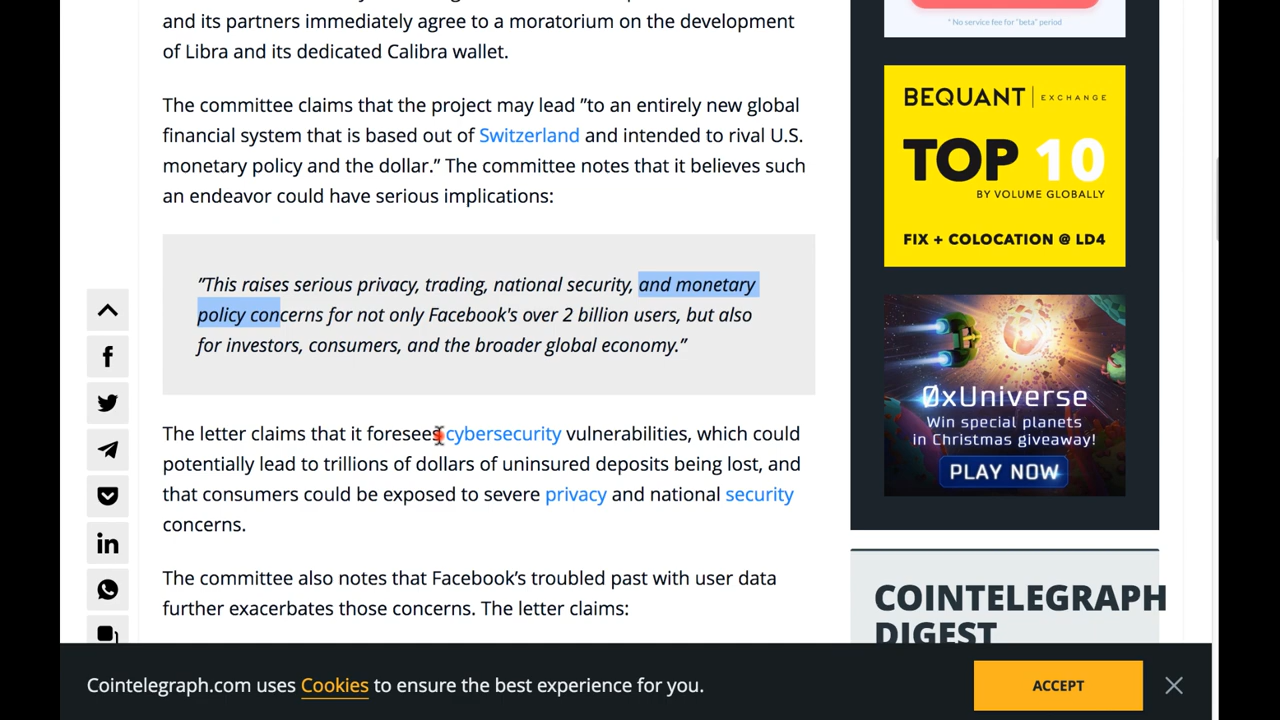 and its partners immediately agree to a moratorium on the development
of Libra and its dedicated Calibra wallet.
The committee claims that the project may lead ”to an entirely new global
financial system that is based out of Switzerland and intended to rival U.S.
monetary policy and the dollar.” The committee notes that it believes such
an endeavor could have serious implications:
”This raises serious privacy, trading, national security, and monetary
policy concerns for not only Facebook's over 2 billion users, but also
for investors, consumers, and the broader global economy.”
The letter claims that it foresees cybersecurity vulnerabilities, which could
potentially lead to trillions of dollars of uninsured deposits being lost, and
that consumers could be exposed to severe privacy and national security
concerns.
The committee also notes that Facebook’s troubled past with user data
further exacerbates those concerns. The letter claims:
* No service fee for "beta" period
BEQUANT | EXCHANGE
TOP 10
BY VOLUME GLOBALLY
FIX + COLOCATION @ LD4
0xUniverse
Win special planets
in Christmas giveaway!
PLAY NOW
COINTELEGRAPH
DIGEST
Cointelegraph.com uses Cookies to ensure the best experience for you.
ACCEPT